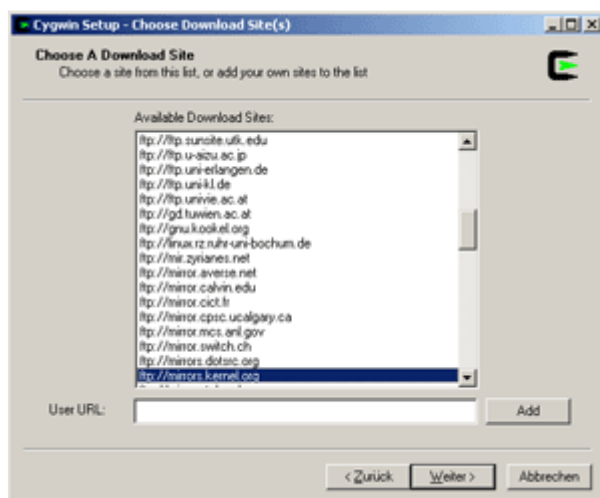 Cygwin Setup - Choose Download Site(s)
Choose A Download Site
Choose a site from this list, or add your own sites to the list
Available Download Sites:
ftp://ftp.sunsite.utk.edu
ftp://ftp.u-aizu.ac.jp
ftp://ftp.uni-erlangen.de
ftp://ftp.uni-kl.de
ftp://ftp.univie.ac.at
ftp://gd.tuwien.ac.at
ftp://gnu.kookel.org
ftp://linux.rz.ruhr-uni-bochum.de
ftp://mir.zyrianes.net
ftp://mirror.averse.net
ftp://mirror.calvin.edu
ftp://mirror.cict.fr
ftp://mirror.cpsc.ucalgary.ca
ftp://mirror.mcs.anl.gov
ftp://mirror.switch.ch
ftp://mirrors.dotsrc.org
ftp://mirrors.kernel.org
User URL:
Add
< Zurück
Weiter >
Abbrechen